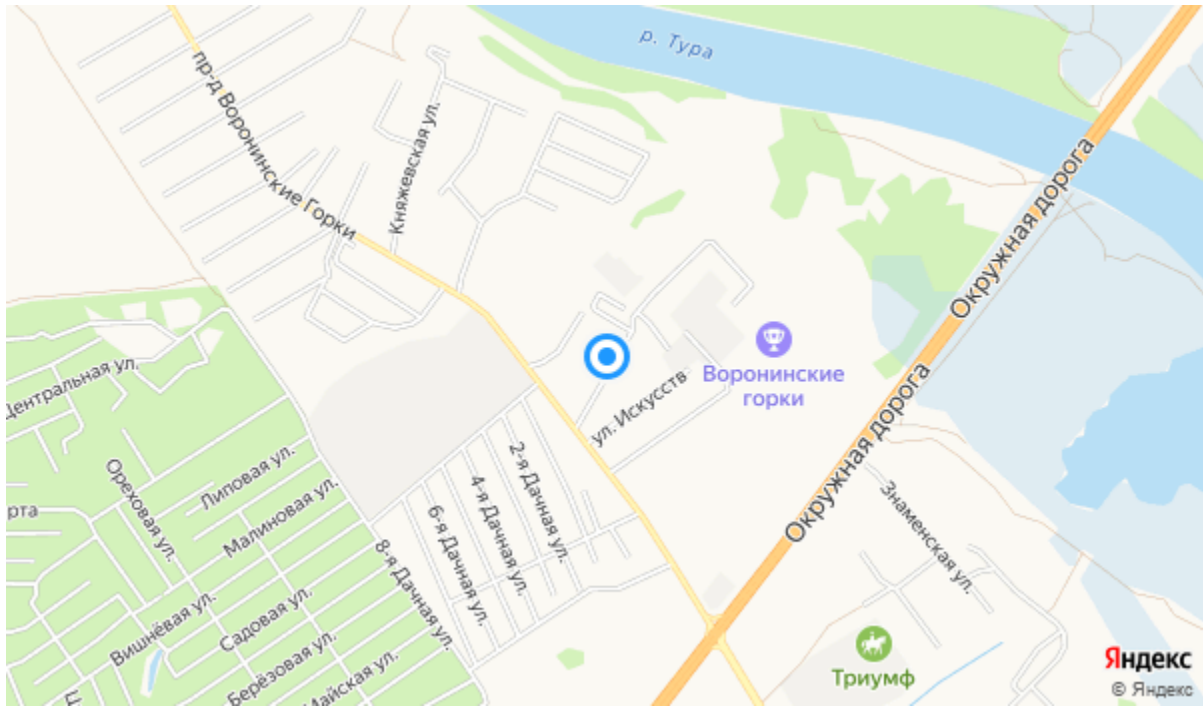 р. Тура
пр-д Воронинские Горки
Княжевская ул.
Окружная дорога
Воронинские
горки
ул. Искусств
Окружная дорога
Центральная ул.
Липовая ул.
Ореховая ул.
Малиновая ул.
2-я Дачная ул.
4-я Дачная ул.
6-я Дачная ул.
8-я Дачная ул.
Знаменская ул.
Вишнёвая ул.
Садовая ул.
Берёзовая ул.
Майская ул.
Триумф
Яндекс
© Яндекс